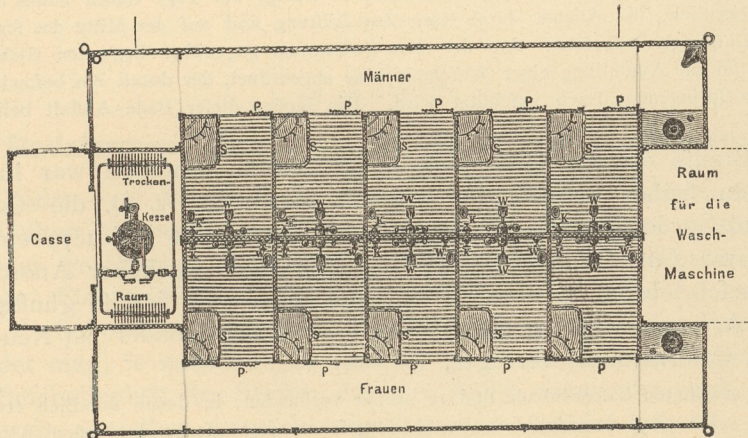 Männer
P P P P P
S S S S S
Trocken-
Kessel
Raum
Casse
W W W W W
K K K K K
K K K K K
W W W W W
W W W W W
S S S S S
P P P P P
Frauen
Raum
für die
Wasch-
Maschine